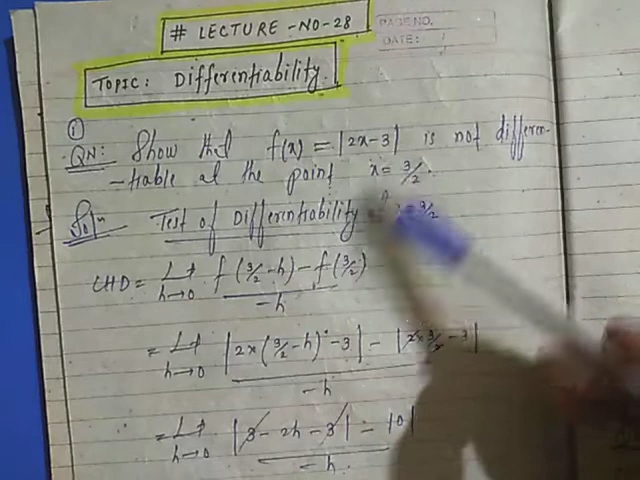 # LECTURE-NO-28
PAGE NO.
DATE:
TOPIC: Differentiability.
①
QN: Show that f(x) = |2x-3| is not differen-
-tiable at the point x = 3/2.
Solⁿ Test of Differentiability x = 3/2
LHD = Lt h→0 f(3/2-h) - f(3/2) / -h
= Lt h→0 |2×(3/2-h)-3| - |2×3/2-3| / -h
= Lt h→0 |3-2h-3| - |0| / -h